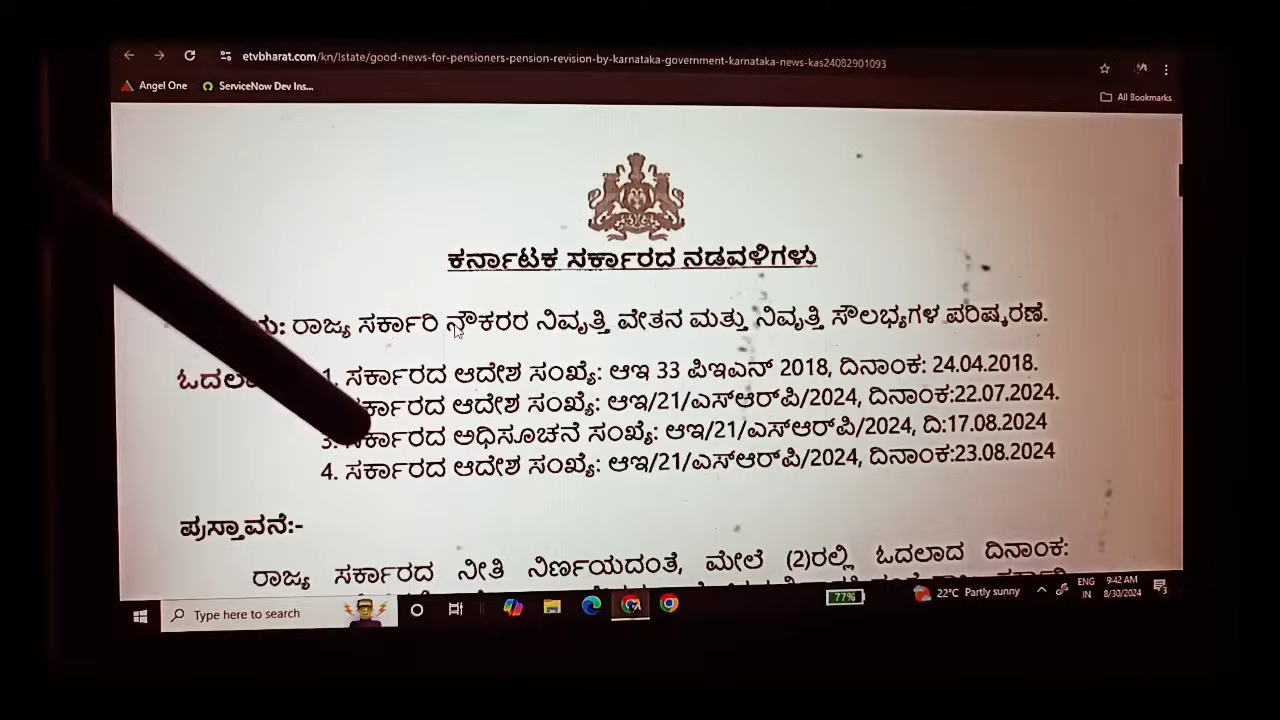 etvbharat.com/kn/!state/good-news-for-pensioners-pension-revision-by-karnataka-government-karnataka-news-kas24082901093
Angel One ServiceNow Dev Ins...
All Bookmarks
ಕರ್ನಾಟಕ ಸರ್ಕಾರದ ನಡವಳಿಗಳು
ರಾಜ್ಯ ಸರ್ಕಾರಿ ನೌಕರರ ನಿವೃತ್ತಿ ವೇತನ ಮತ್ತು ನಿವೃತ್ತಿ ಸೌಲಭ್ಯಗಳ ಪರಿಷ್ಕರಣೆ.
1. ಸರ್ಕಾರದ ಆದೇಶ ಸಂಖ್ಯೆ: ಆಇ 33 ಪಿಇಎನ್ 2018, ದಿನಾಂಕ: 24.04.2018.
ಆದೇಶ ಸಂಖ್ಯೆ: ಆಇ/21/ಎಸ್ಆರ್‌ಪಿ/2024, ದಿನಾಂಕ:22.07.2024.
3. ಸರ್ಕಾರದ ಅಧಿಸೂಚನೆ ಸಂಖ್ಯೆ: ಆಇ/21/ಎಸ್ಆರ್‌ಪಿ/2024, ದಿ:17.08.2024
4. ಸರ್ಕಾರದ ಆದೇಶ ಸಂಖ್ಯೆ: ಆಇ/21/ಎಸ್ಆರ್‌ಪಿ/2024, ದಿನಾಂಕ:23.08.2024
ಪ್ರಸ್ತಾವನೆ:-
ರಾಜ್ಯ ಸರ್ಕಾರದ ನೀತಿ ನಿರ್ಣಯದಂತೆ, ಮೇಲೆ (2)ರಲ್ಲಿ ಓದಲಾದ ದಿನಾಂಕ:
Type here to search 77% 22°C Partly sunny ENG IN 9:42 AM 8/30/2024 3